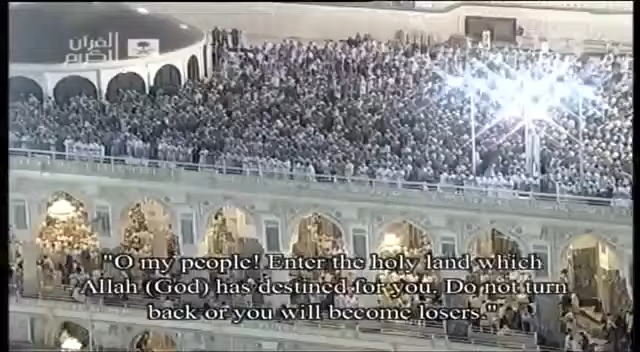 القرآن
الكريم
"O my people! Enter the holy land which
Allah (God) has destined for you. Do not turn
back or you will become losers."